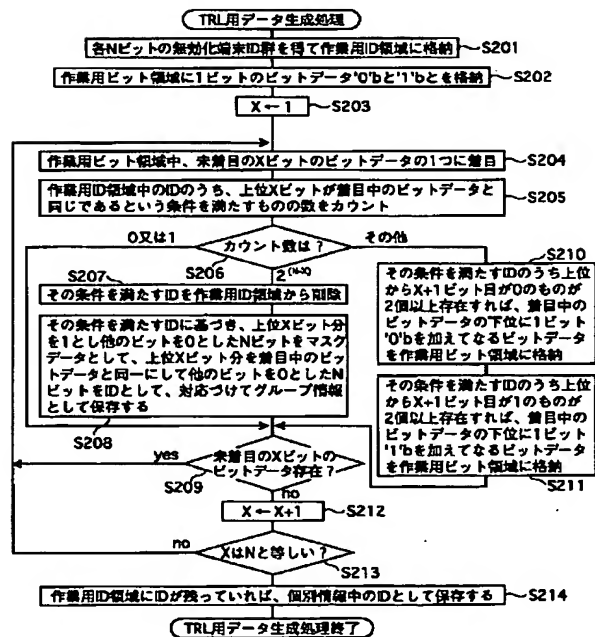 TRL用データ生成処理
各Nビットの無効化端末ID群を得て作業用ID領域に格納
S201
作業用ビット領域に1ビットのビットデータ'0'bと'1'bとを格納
S202
X←1
S203
作業用ビット領域中、未着目のXビットのビットデータの1つに着目
S204
作業用ID領域中のIDのうち、上位Xビットが着目中のビットデータと
同じであるという条件を満たすものの数をカウント
S205
0又は1
カウント数は?
その他
S206
2^(N-X)
S207
その条件を満たすIDを作業用ID領域から削除
その条件を満たすIDに基づき、上位Xビット分
を1とし他のビットを0としたNビットをマスク
データとして、上位Xビット分を着目中のビッ
トデータと同一にして他のビットを0としたN
ビットをIDとして、対応づけてグループ情報
として保存する
S208
S210
その条件を満たすIDのうち上位
からX+1ビット目が0のものが
2個以上存在すれば、着目中の
ビットデータの下位に1ビット
'0'bを加えてなるビットデータ
を作業用ビット領域に格納
その条件を満たすIDのうち上位
からX+1ビット目が1のものが
2個以上存在すれば、着目中の
ビットデータの下位に1ビット
'1'bを加えてなるビットデータ
を作業用ビット領域に格納
S211
yes
未着目のXビットの
ビットデータ存在?
S209
no
X←X+1
S212
no
XはNと等しい?
S213
作業用ID領域にIDが残っていれば、個別情報中のIDとして保存する
S214
TRL用データ生成処理終了